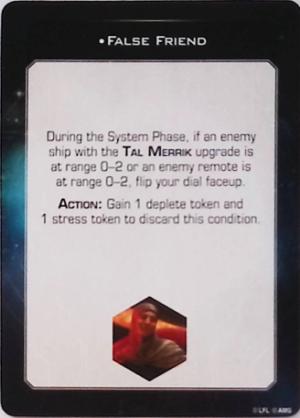 •False Friend
During the System Phase, if an enemy
ship with the Tal Merrik upgrade is
at range 0–2 or an enemy remote is
at range 0–2, flip your dial faceup.
Action: Gain 1 deplete token and
1 stress token to discard this condition.
©LFL ©AMG